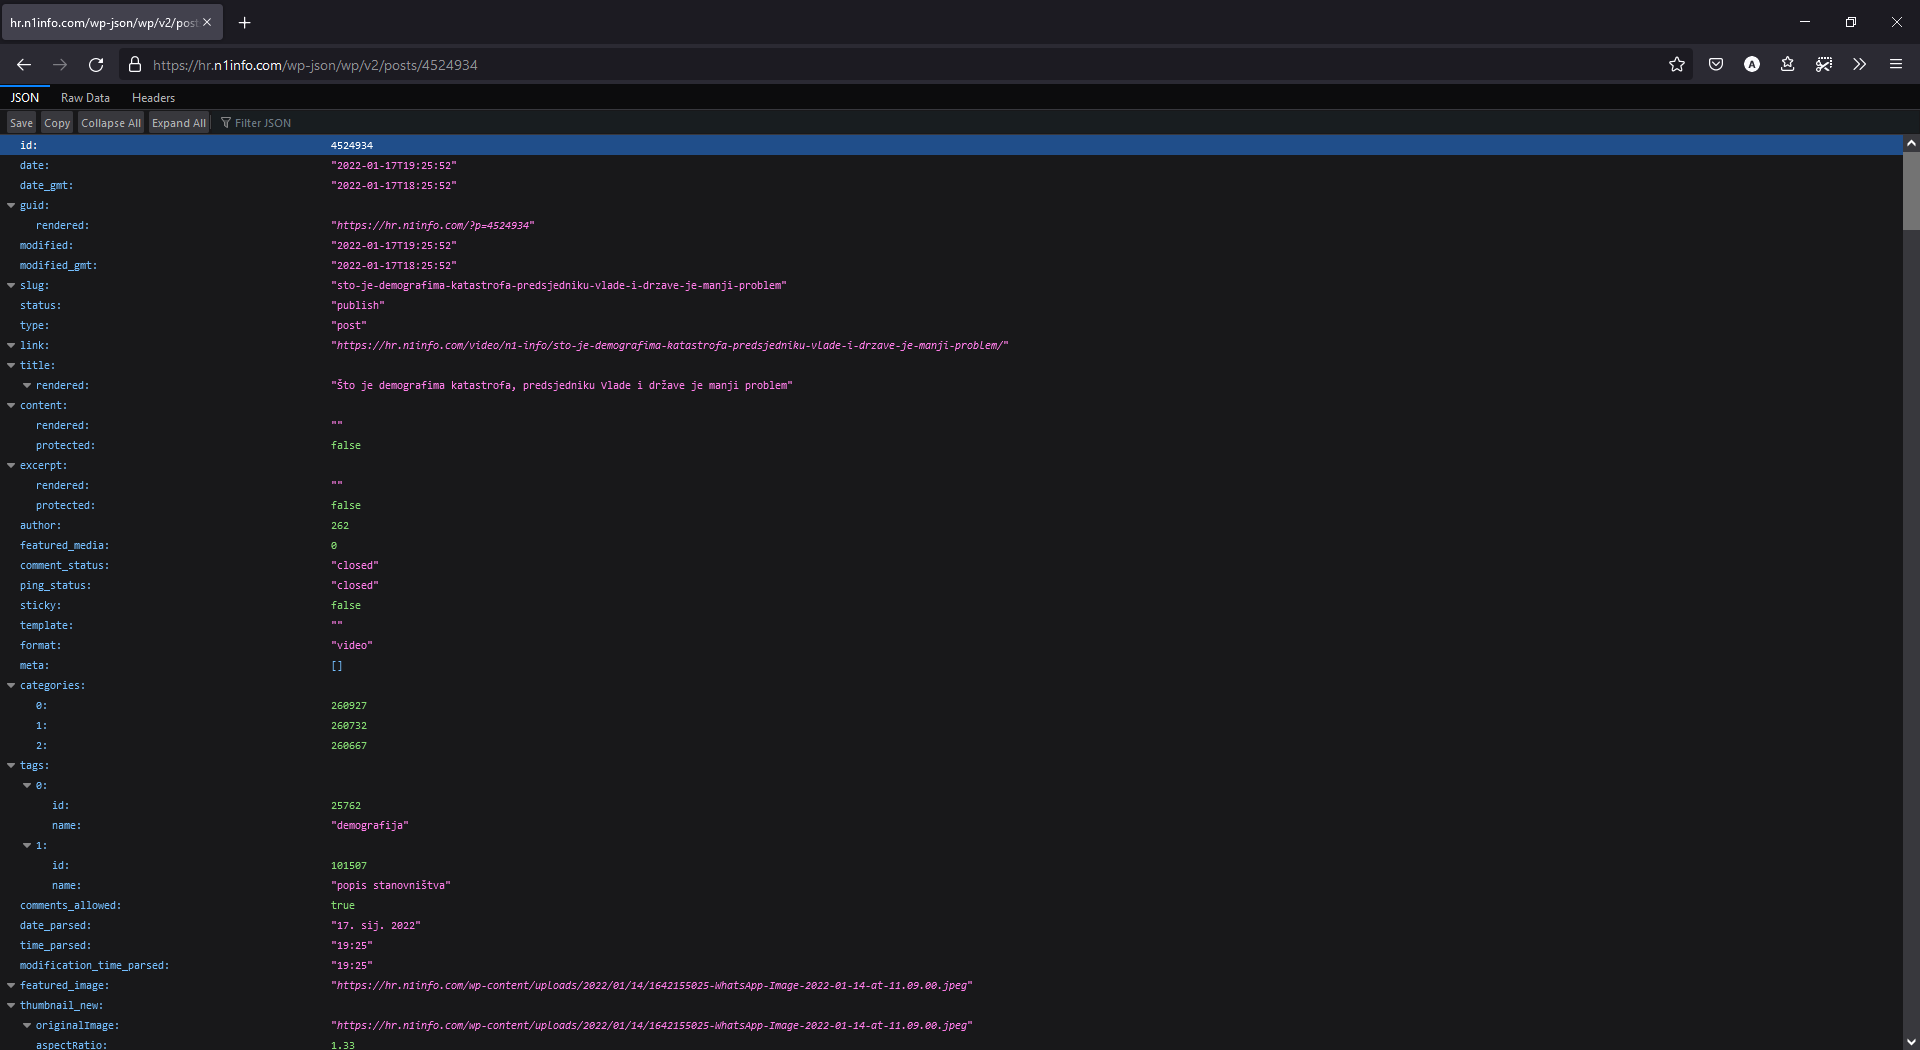 hr.n1info.com/wp-json/wp/v2/pos
https://hr.n1info.com/wp-json/wp/v2/posts/4524934
JSON Raw Data Headers
Save Copy Collapse All Expand All Filter JSON
id: 4524934
date: "2022-01-17T19:25:52"
date_gmt: "2022-01-17T18:25:52"
guid:
rendered: "https://hr.n1info.com/?p=4524934"
modified: "2022-01-17T19:25:52"
modified_gmt: "2022-01-17T18:25:52"
slug: "sto-je-demografima-katastrofa-predsjedniku-vlade-i-drzave-je-manji-problem"
status: "publish"
type: "post"
link: "https://hr.n1info.com/video/n1-info/sto-je-demografima-katastrofa-predsjedniku-vlade-i-drzave-je-manji-problem/"
title:
rendered: "Što je demografima katastrofa, predsjedniku Vlade i države je manji problem"
content:
rendered: ""
protected: false
excerpt:
rendered: ""
protected: false
author: 262
featured_media: 0
comment_status: "closed"
ping_status: "closed"
sticky: false
template: ""
format: "video"
meta: []
categories:
0: 260927
1: 260732
2: 260667
tags:
0:
id: 25762
name: "demografija"
1:
id: 101507
name: "popis stanovništva"
comments_allowed: true
date_parsed: "17. sij. 2022"
time_parsed: "19:25"
modification_time_parsed: "19:25"
featured_image: "https://hr.n1info.com/wp-content/uploads/2022/01/14/1642155025-WhatsApp-Image-2022-01-14-at-11.09.00.jpeg"
thumbnail_new:
originalImage: "https://hr.n1info.com/wp-content/uploads/2022/01/14/1642155025-WhatsApp-Image-2022-01-14-at-11.09.00.jpeg"
aspectRatio: 1.33